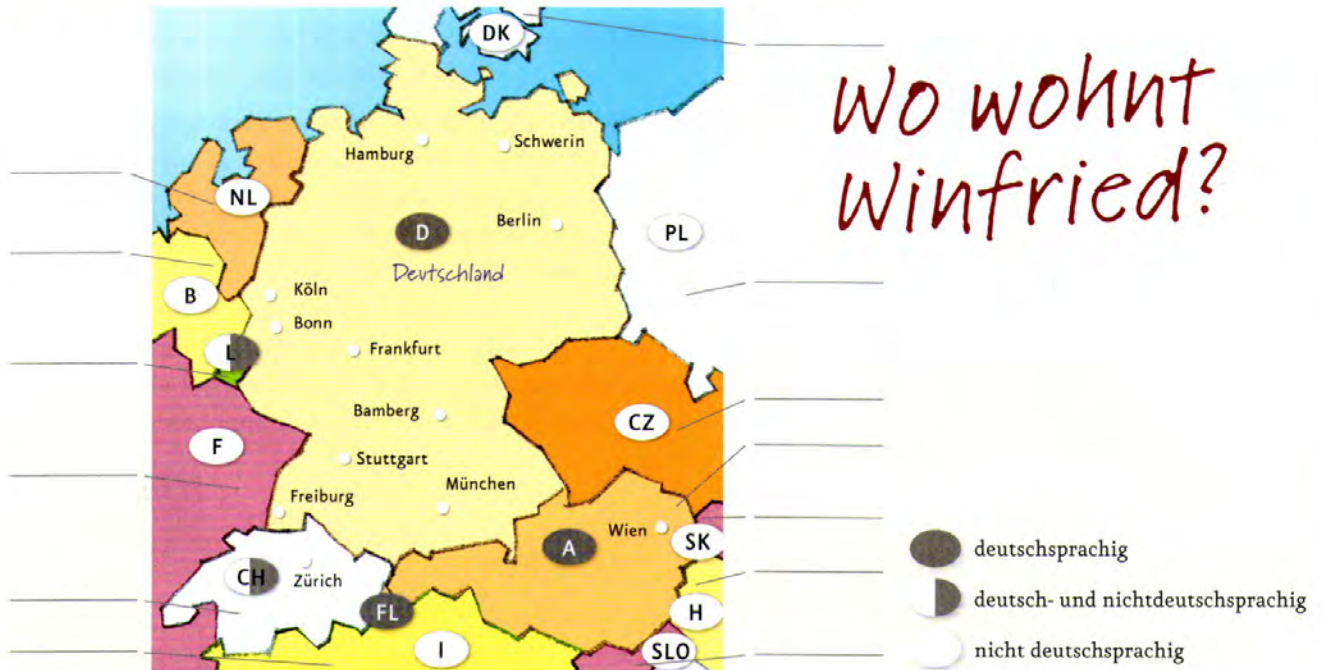 DK
Wo wohnt
Winfried?
Hamburg
Schwerin
NL
Berlin
D
PL
Deutschland
B
Köln
Bonn
L
Frankfurt
Bamberg
CZ
F
Stuttgart
Freiburg
München
Wien
A
SK
CH
Zürich
FL
H
I
SLO
deutschsprachig
deutsch- und nichtdeutschsprachig
nicht deutschsprachig